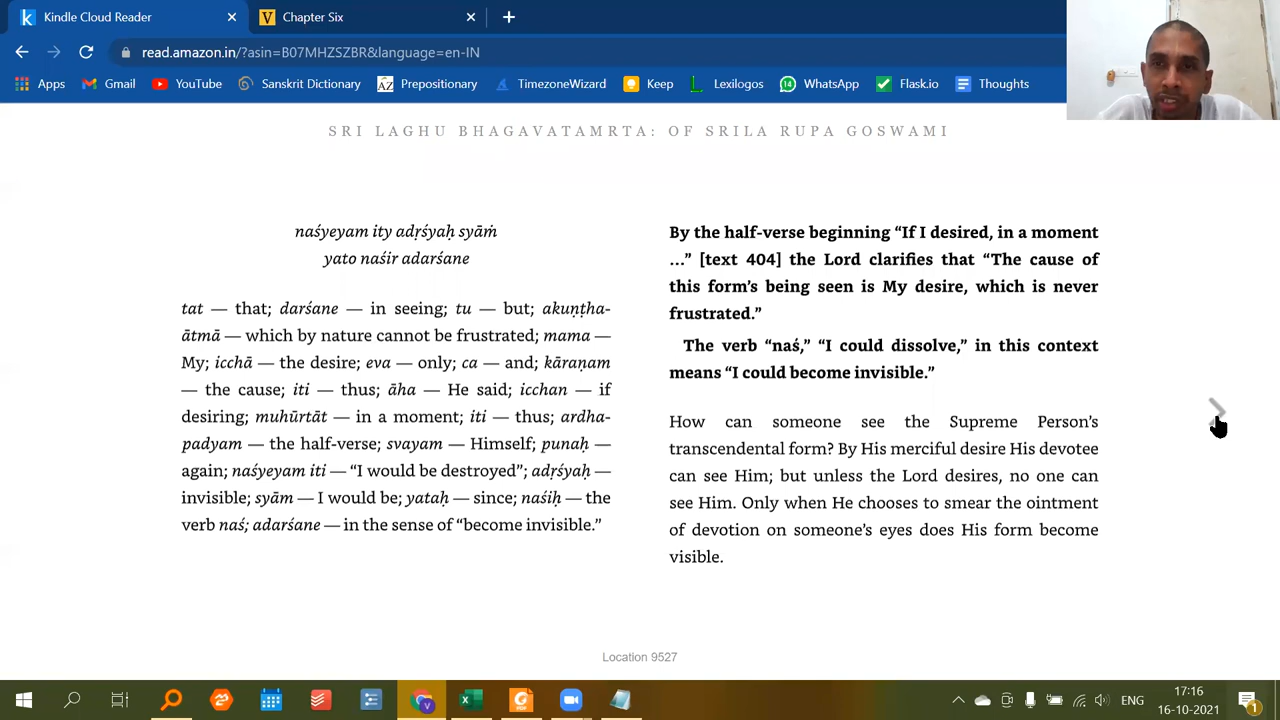 Kindle Cloud Reader
Chapter Six
read.amazon.in/?asin=B07MHZSZBR&language=en-IN
Apps Gmail YouTube Sanskrit Dictionary Prepositionary TimezoneWizard Keep Lexilogos WhatsApp Flask.io Thoughts
SRI LAGHU BHAGAVATAMRTA: OF SRILA RUPA GOSWAMI
naśyeyam ity adṛśyaḥ syāṁ
yato naśir adarśane
tat — that; darśane — in seeing; tu — but; akuṇṭha-
ātmā — which by nature cannot be frustrated; mama —
My; icchā — the desire; eva — only; ca — and; kāraṇam
— the cause; iti — thus; āha — He said; icchan — if
desiring; muhūrtāt — in a moment; iti — thus; ardha-
padyam — the half-verse; svayam — Himself; punaḥ —
again; naśyeyam iti — “I would be destroyed”; adṛśyaḥ —
invisible; syām — I would be; yataḥ — since; naśiḥ — the
verb naś; adarśane — in the sense of “become invisible.”
By the half-verse beginning “If I desired, in a moment
…” [text 404] the Lord clarifies that “The cause of
this form’s being seen is My desire, which is never
frustrated.”
The verb “naś,” “I could dissolve,” in this context
means “I could become invisible.”
How can someone see the Supreme Person’s
transcendental form? By His merciful desire His devotee
can see Him; but unless the Lord desires, no one can
see Him. Only when He chooses to smear the ointment
of devotion on someone’s eyes does His form become
visible.
Location 9527
ENG
17:16
16-10-2021
1